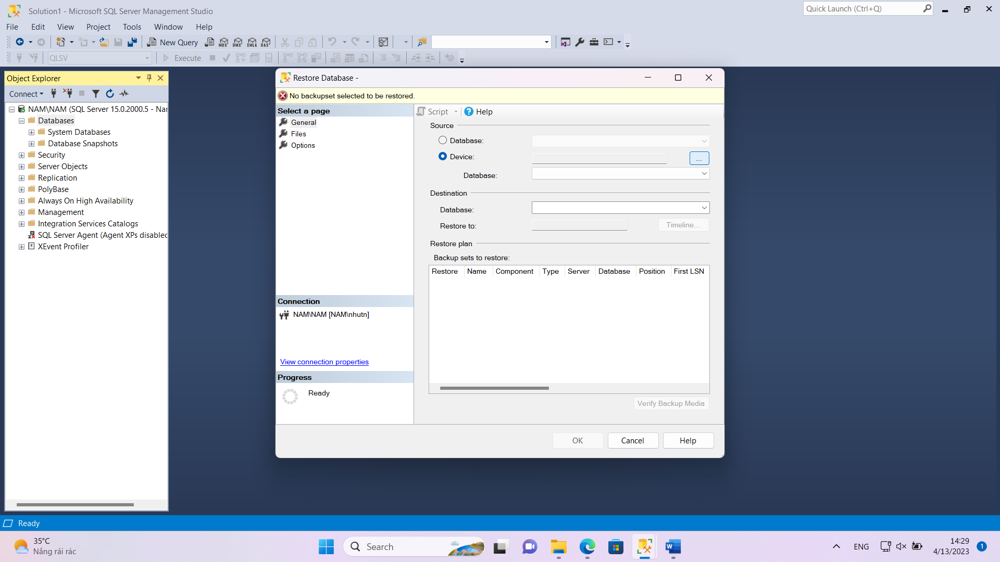 Solution1 - Microsoft SQL Server Management Studio
Quick Launch (Ctrl+Q)
File Edit View Project Tools Window Help
New Query MDX DMX XMLA DAX
QLSV Execute
Object Explorer
Connect
NAM\NAM (SQL Server 15.0.2000.5 - Nar
Databases
System Databases
Database Snapshots
Security
Server Objects
Replication
PolyBase
Always On High Availability
Management
Integration Services Catalogs
SQL Server Agent (Agent XPs disabled
XEvent Profiler
Restore Database -
No backupset selected to be restored.
Select a page
General
Files
Options
Connection
NAM\NAM [NAM\nhutn]
View connection properties
Progress
Ready
Script Help
Source
Database:
Device: ...
Database:
Destination
Database:
Restore to: Timeline...
Restore plan
Backup sets to restore:
Restore Name Component Type Server Database Position First LSN
Verify Backup Media
OK Cancel Help
Ready
35°C
Nắng rải rác
Search
W
ENG
14:29
4/13/2023
1